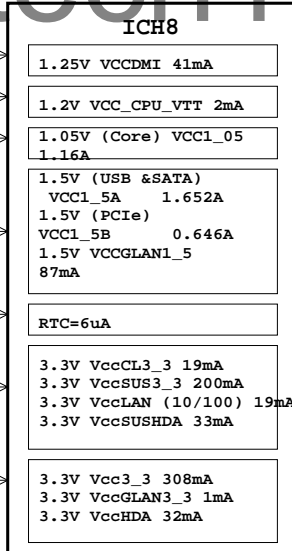 ICH8
1.25V VCCDMI 41mA
1.2V VCC_CPU_VTT 2mA
1.05V (Core) VCC1_05
1.16A
1.5V (USB &SATA)
VCC1_5A 1.652A
1.5V (PCIe)
VCC1_5B 0.646A
1.5V VCCGLAN1_5
87mA
RTC=6uA
3.3V VccCL3_3 19mA
3.3V VccSUS3_3 200mA
3.3V VccLAN (10/100) 19mA
3.3V VccSUSHDA 33mA
3.3V Vcc3_3 308mA
3.3V VccGLAN3_3 1mA
3.3V VccHDA 32mA